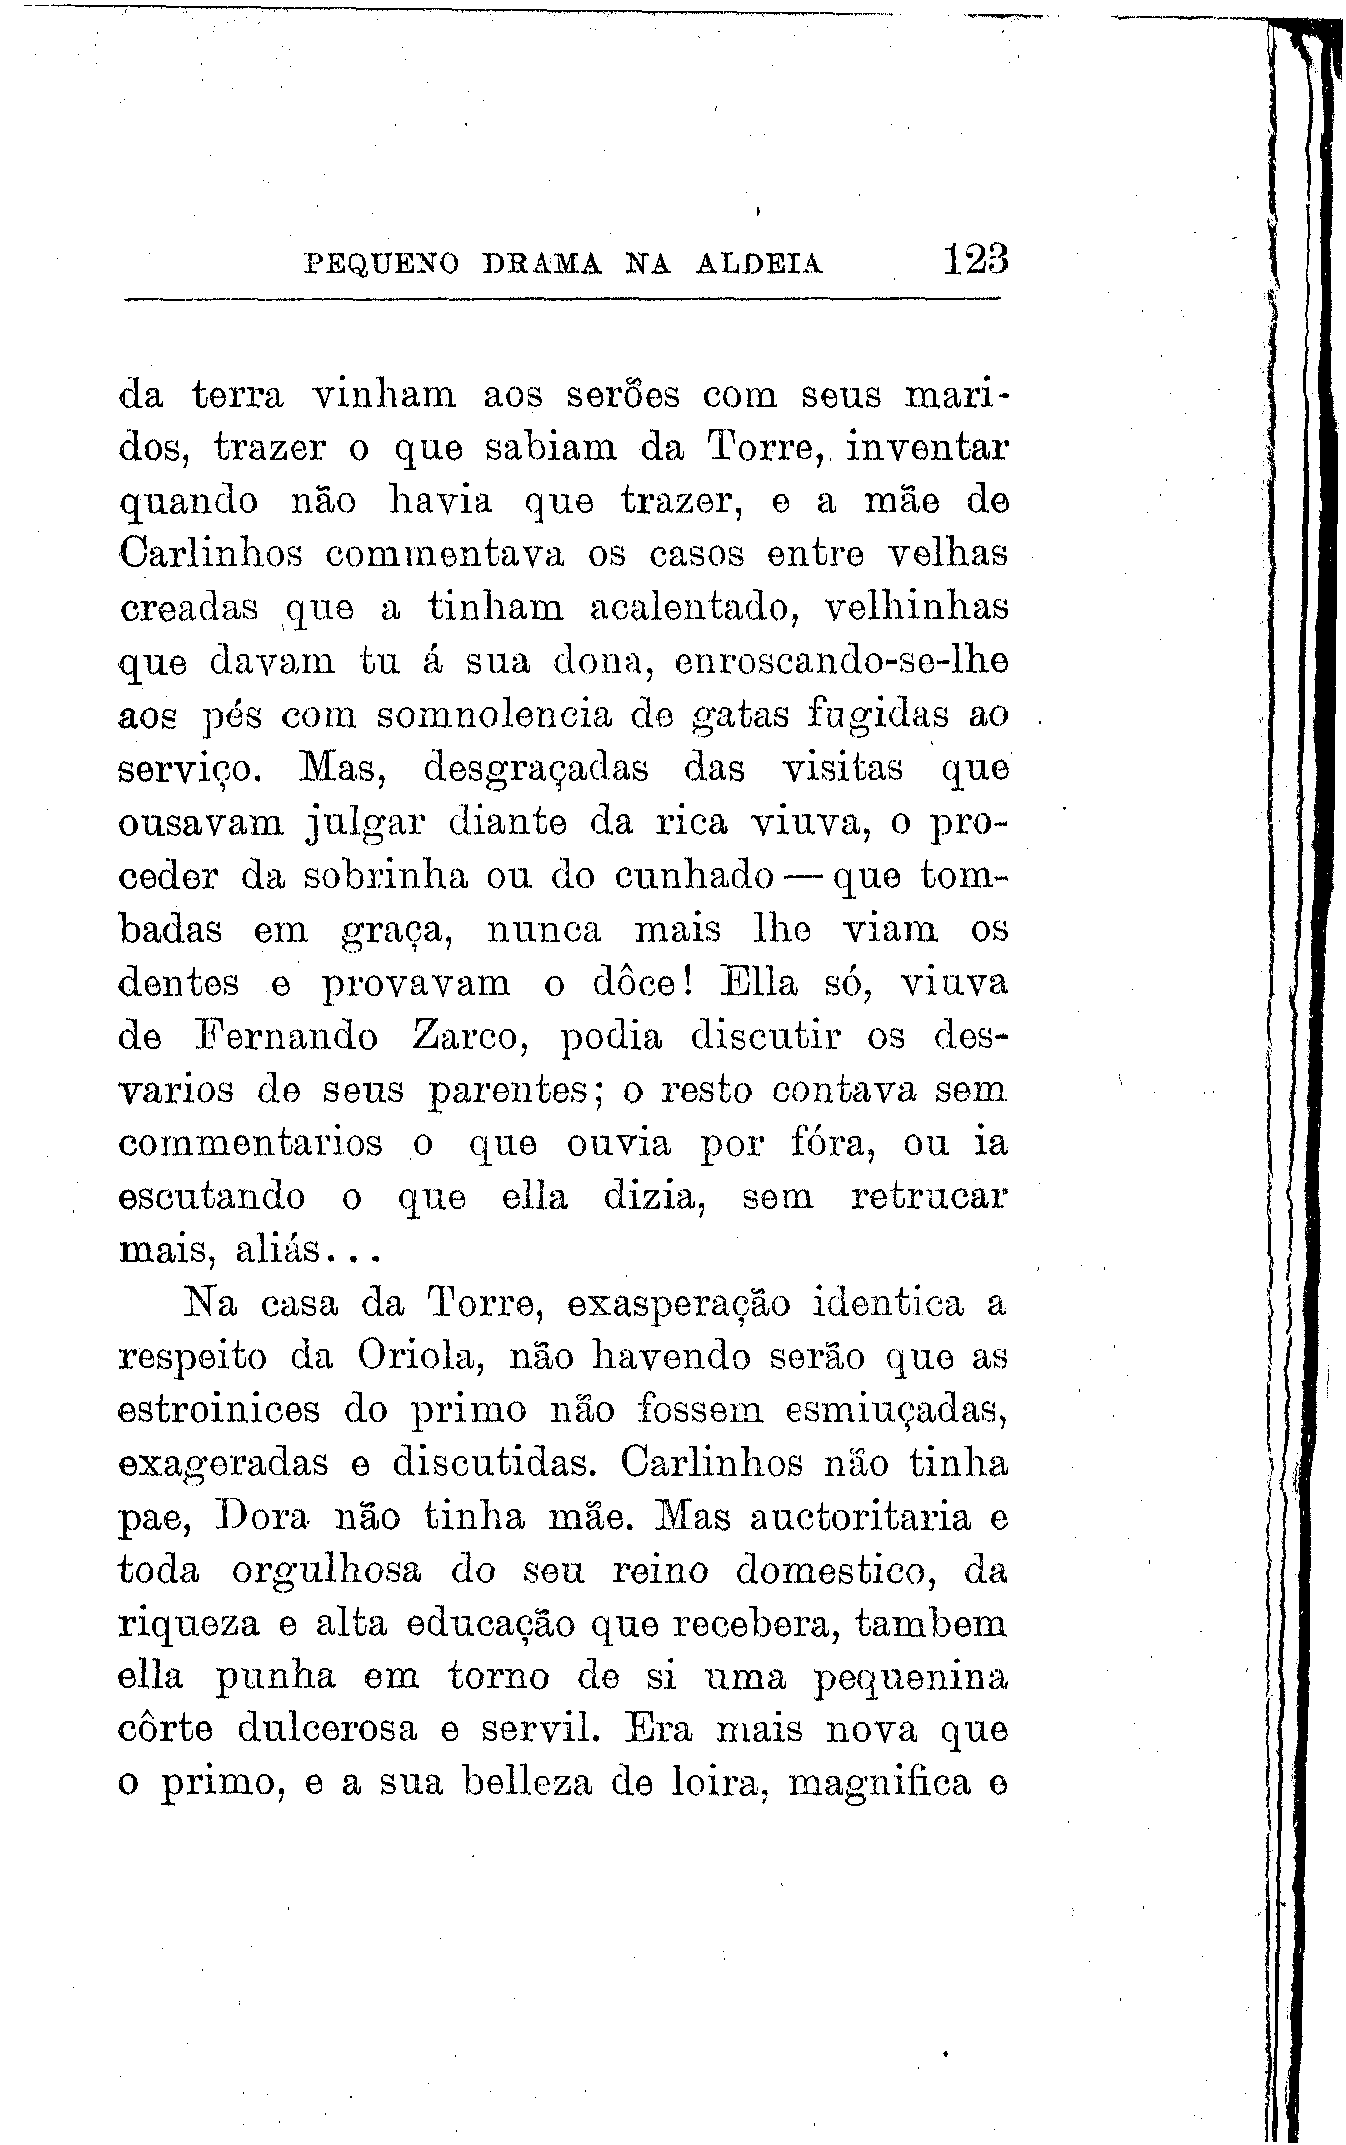 PEQUENO DRAMA NA ALDEIA 123
da terra vinham aos serões com seus mari-
dos, trazer o que sabiam da Torre, inventar
quando não havia que trazer, e a mãe de
Carlinhos commentava os casos entre velhas
creadas que a tinham acalentado, velhinhas
que davam tu á sua dona, enroscando-se-lhe
aos pés com somnolencia de gatas fugidas ao
serviço. Mas, desgraçadas das visitas que
ousavam julgar diante da rica viuva, o pro-
ceder da sobrinha ou do cunhado — que tom-
badas em graça, nunca mais lhe viam os
dentes e provavam o dôce! Ella só, viuva
de Fernando Zarco, podia discutir os des-
varios de seus parentes; o resto contava sem
commentarios o que ouvia por fóra, ou ia
escutando o que ella dizia, sem retrucar
mais, aliás...
Na casa da Torre, exasperação identica a
respeito da Oriola, não havendo serão que as
estroinices do primo não fossem esmiuçadas,
exageradas e discutidas. Carlinhos não tinha
pae, Dora não tinha mãe. Mas auctoritaria e
toda orgulhosa do seu reino domestico, da
riqueza e alta educação que recebera, tambem
ella punha em torno de si uma pequenina
côrte dulcerosa e servil. Era mais nova que
o primo, e a sua belleza de loira, magnifica e